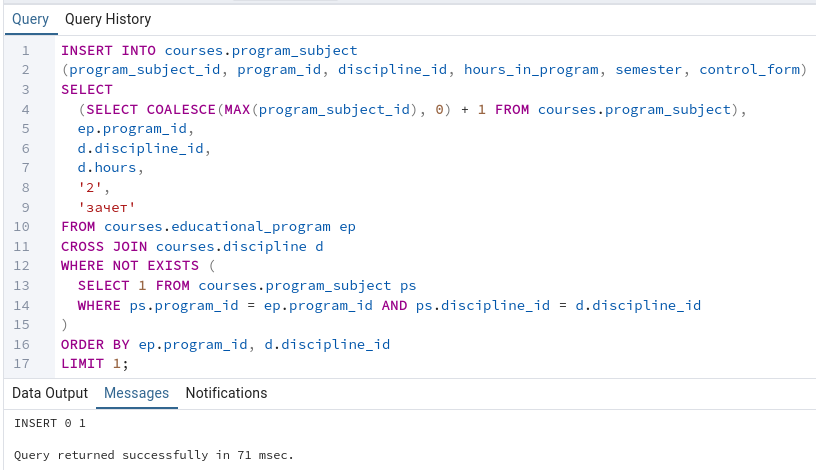 Query Query History
1 INSERT INTO courses.program_subject
2 (program_subject_id, program_id, discipline_id, hours_in_program, semester, control_form)
3 SELECT
4 (SELECT COALESCE(MAX(program_subject_id), 0) + 1 FROM courses.program_subject),
5 ep.program_id,
6 d.discipline_id,
7 d.hours,
8 '2',
9 'зачет'
10 FROM courses.educational_program ep
11 CROSS JOIN courses.discipline d
12 WHERE NOT EXISTS (
13 SELECT 1 FROM courses.program_subject ps
14 WHERE ps.program_id = ep.program_id AND ps.discipline_id = d.discipline_id
15 )
16 ORDER BY ep.program_id, d.discipline_id
17 LIMIT 1;
Data Output Messages Notifications
INSERT 0 1
Query returned successfully in 71 msec.